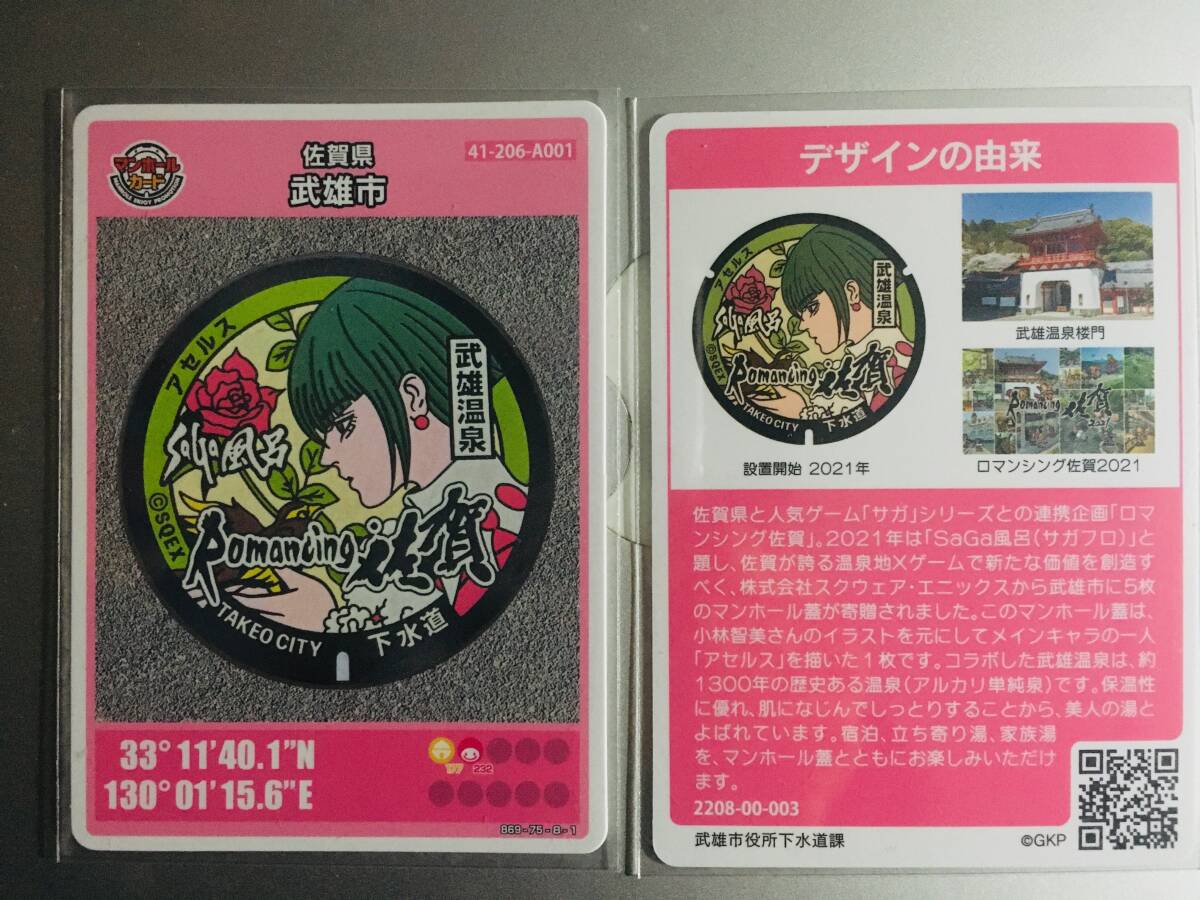 マンホール
カード
MANHOLE ENJOY PROMOTION
佐賀県
武雄市
41-206-A001
アセルス
武雄温泉
SaGa風呂
©SQEX
Romancing佐賀
TAKEO CITY
下水道
33°11'40.1"N
130°01'15.6"E
232
869-75-8-1
デザインの由来
アセルス
武雄温泉
SaGa風呂
©SQEX
Romancing佐賀
TAKEO CITY
下水道
設置開始 2021年
武雄温泉楼門
Romancing佐賀
2021
ロマンシング佐賀2021
佐賀県と人気ゲーム「サガ」シリーズとの連携企画「ロマ
ンシング佐賀」。2021年は「SaGa風呂(サガフロ)」と
題し、佐賀が誇る温泉地×ゲームで新たな価値を創造す
べく、株式会社スクウェア・エニックスから武雄市に5枚
のマンホール蓋が寄贈されました。このマンホール蓋は、
小林智美さんのイラストを元にしてメインキャラの一人
「アセルス」を描いた1枚です。コラボした武雄温泉は、約
1300年の歴史ある温泉(アルカリ単純泉)です。保温性
に優れ、肌になじんでしっとりすることから、美人の湯と
よばれています。宿泊、立ち寄り湯、家族湯
を、マンホール蓋とともにお楽しみいただけ
ます。
2208-00-003
武雄市役所下水道課
©GKP